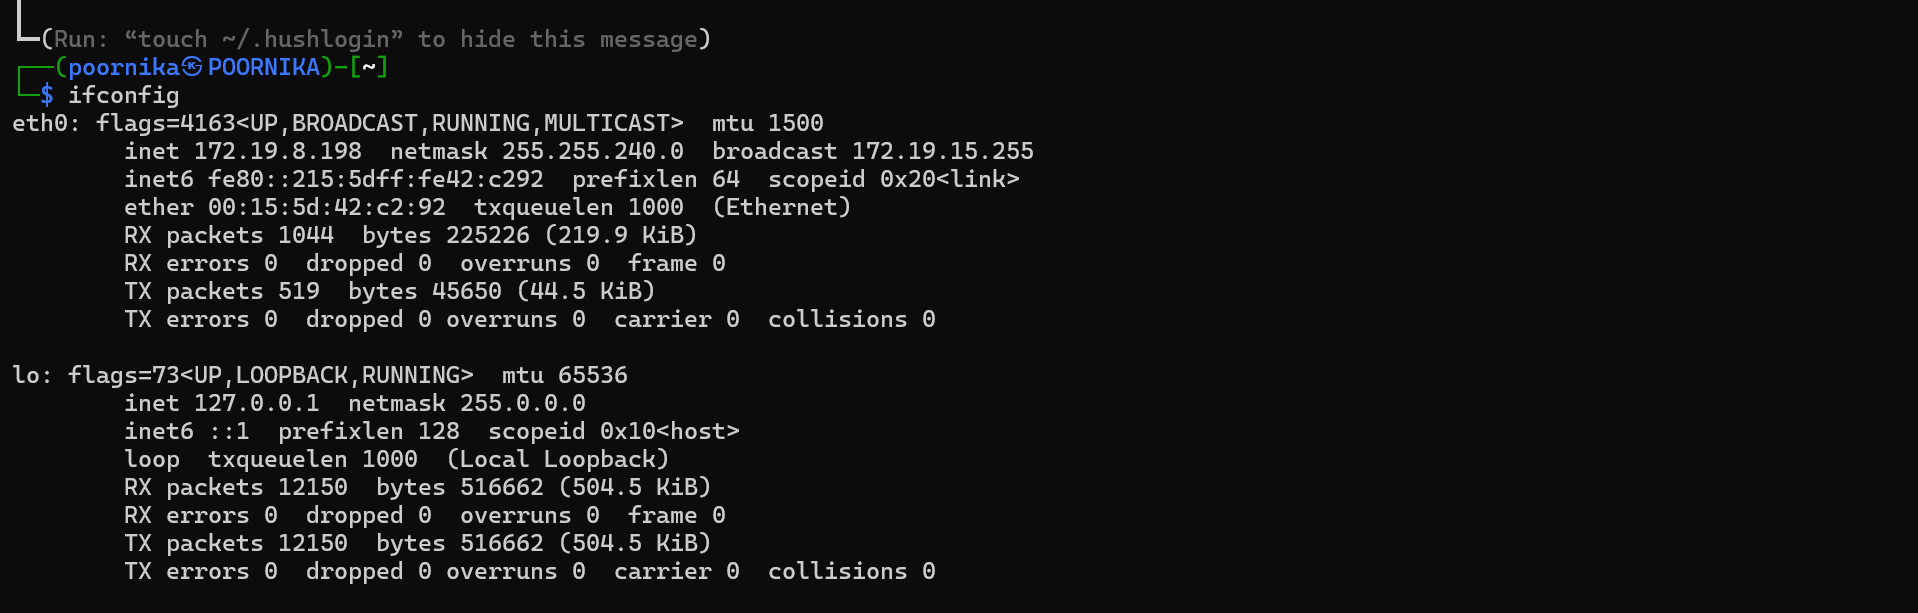 (Run: “touch ~/.hushlogin” to hide this message)
(poornika㉿POORNIKA)-[~]
$ ifconfig
eth0: flags=4163<UP,BROADCAST,RUNNING,MULTICAST>  mtu 1500
        inet 172.19.8.198  netmask 255.255.240.0  broadcast 172.19.15.255
        inet6 fe80::215:5dff:fe42:c292  prefixlen 64  scopeid 0x20<link>
        ether 00:15:5d:42:c2:92  txqueuelen 1000  (Ethernet)
        RX packets 1044  bytes 225226 (219.9 KiB)
        RX errors 0  dropped 0  overruns 0  frame 0
        TX packets 519  bytes 45650 (44.5 KiB)
        TX errors 0  dropped 0 overruns 0  carrier 0  collisions 0

lo: flags=73<UP,LOOPBACK,RUNNING>  mtu 65536
        inet 127.0.0.1  netmask 255.0.0.0
        inet6 ::1  prefixlen 128  scopeid 0x10<host>
        loop  txqueuelen 1000  (Local Loopback)
        RX packets 12150  bytes 516662 (504.5 KiB)
        RX errors 0  dropped 0  overruns 0  frame 0
        TX packets 12150  bytes 516662 (504.5 KiB)
        TX errors 0  dropped 0 overruns 0  carrier 0  collisions 0